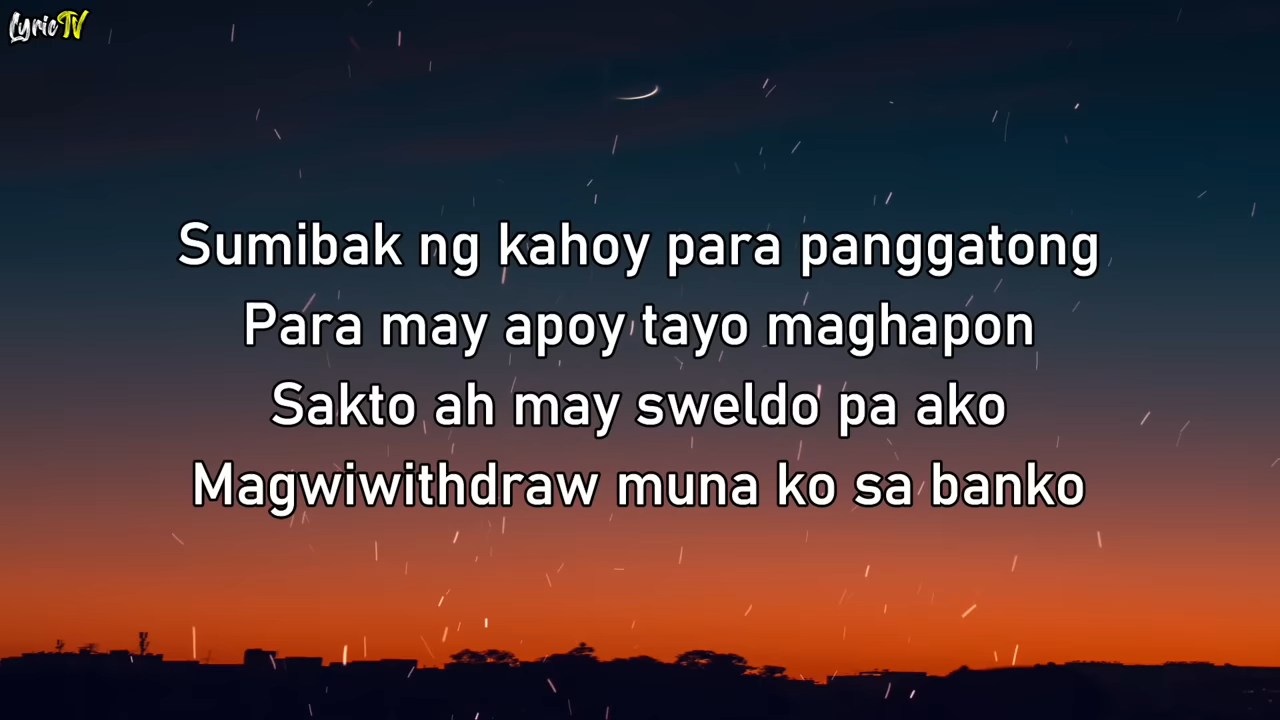 LyricTV
Sumibak ng kahoy para panggatong
Para may apoy tayo maghapon
Sakto ah may sweldo pa ako
Magwiwithdraw muna ko sa banko